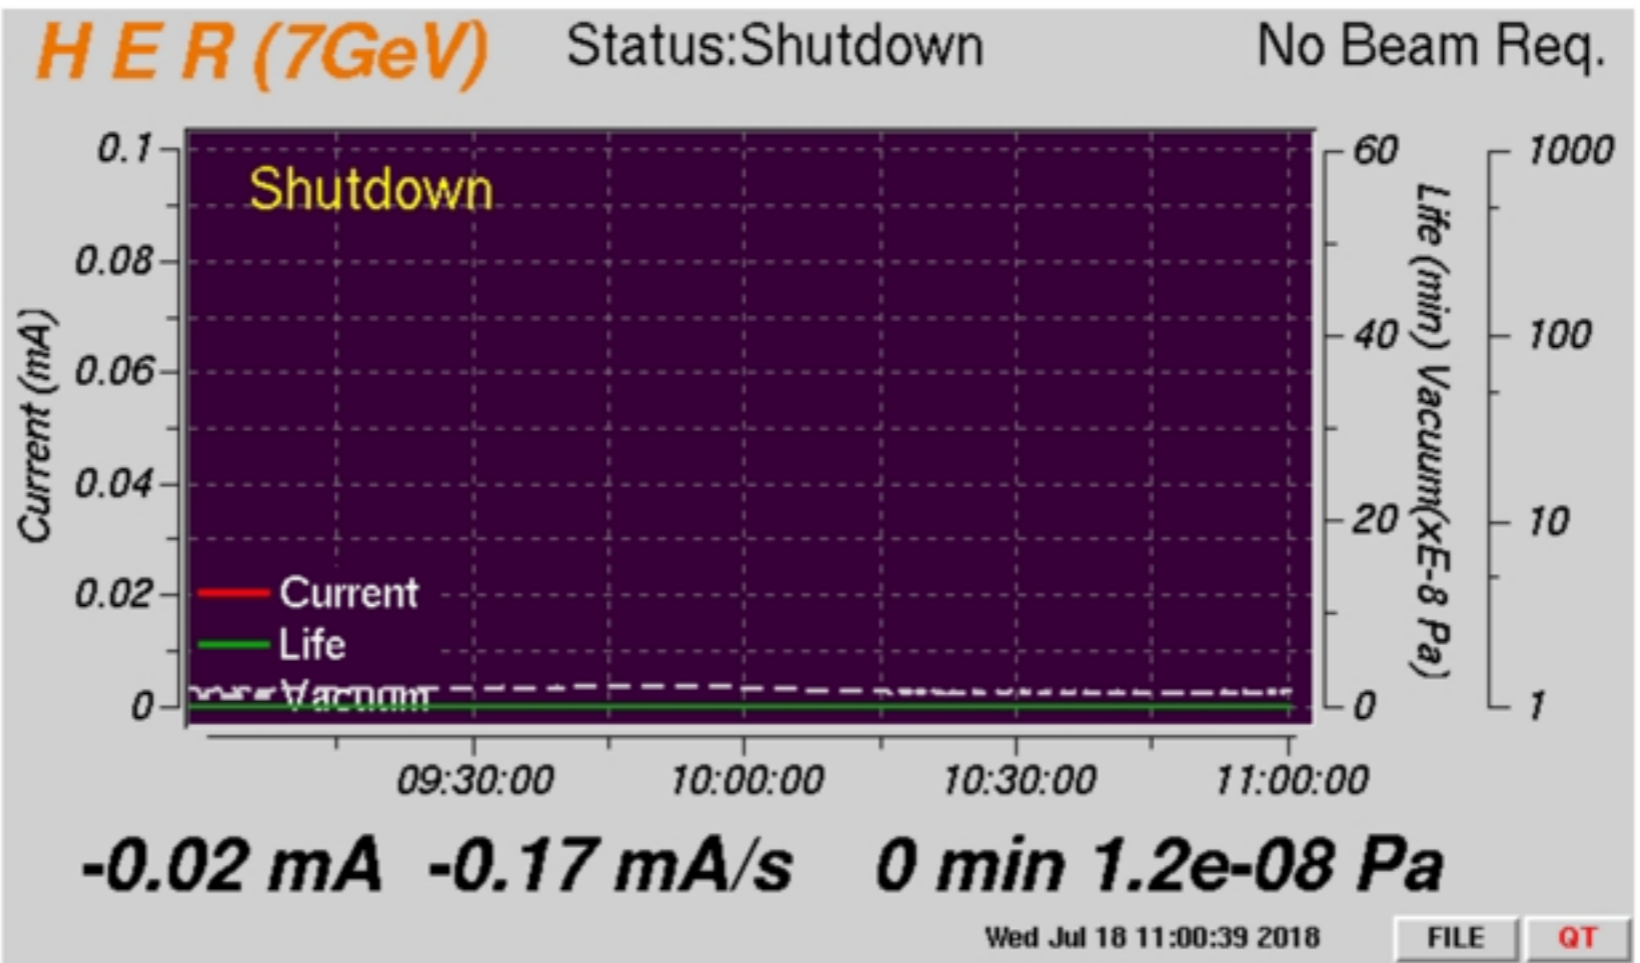 H E R (7GeV) Status:Shutdown No Beam Req.
Shutdown
0.1
0.08
0.06
0.04
0.02
0
Current (mA)
Current
Life
Vacuum
60
40
20
0
Life (min) Vacuum(xE-8 Pa)
1000
100
10
1
09:30:00 10:00:00 10:30:00 11:00:00
-0.02 mA -0.17 mA/s 0 min 1.2e-08 Pa
Wed Jul 18 11:00:39 2018 FILE QT